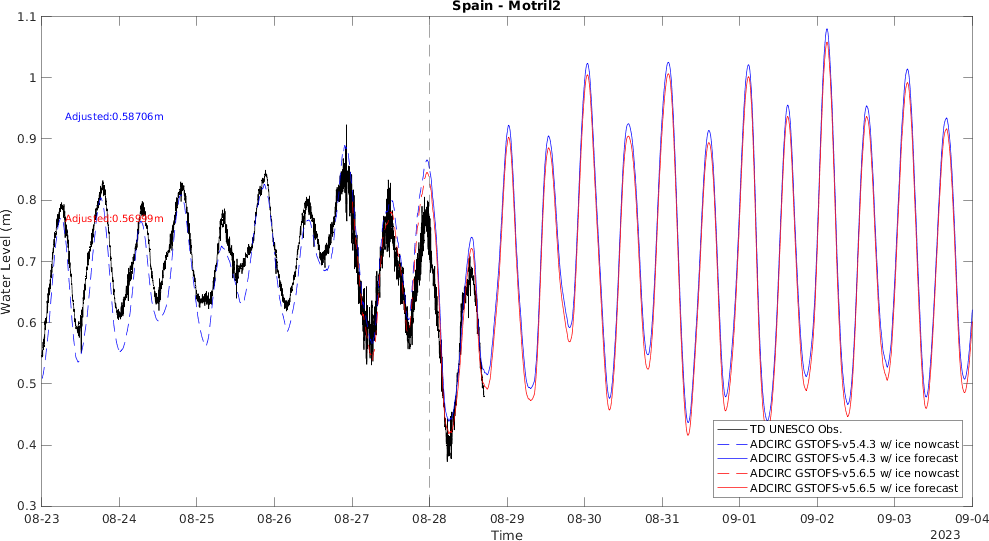 Spain - Motril2
1.1
1
0.9
0.8
0.7
0.6
0.5
0.4
0.3
Water Level (m)
Adjusted:0.58706m
Adjusted:0.56999m
TD UNESCO Obs.
ADCIRC GSTOFS-v5.4.3 w/ ice nowcast
ADCIRC GSTOFS-v5.4.3 w/ ice forecast
ADCIRC GSTOFS-v5.6.5 w/ ice nowcast
ADCIRC GSTOFS-v5.6.5 w/ ice forecast
08-23 08-24 08-25 08-26 08-27 08-28 08-29 08-30 08-31 09-01 09-02 09-03 09-04
Time
2023